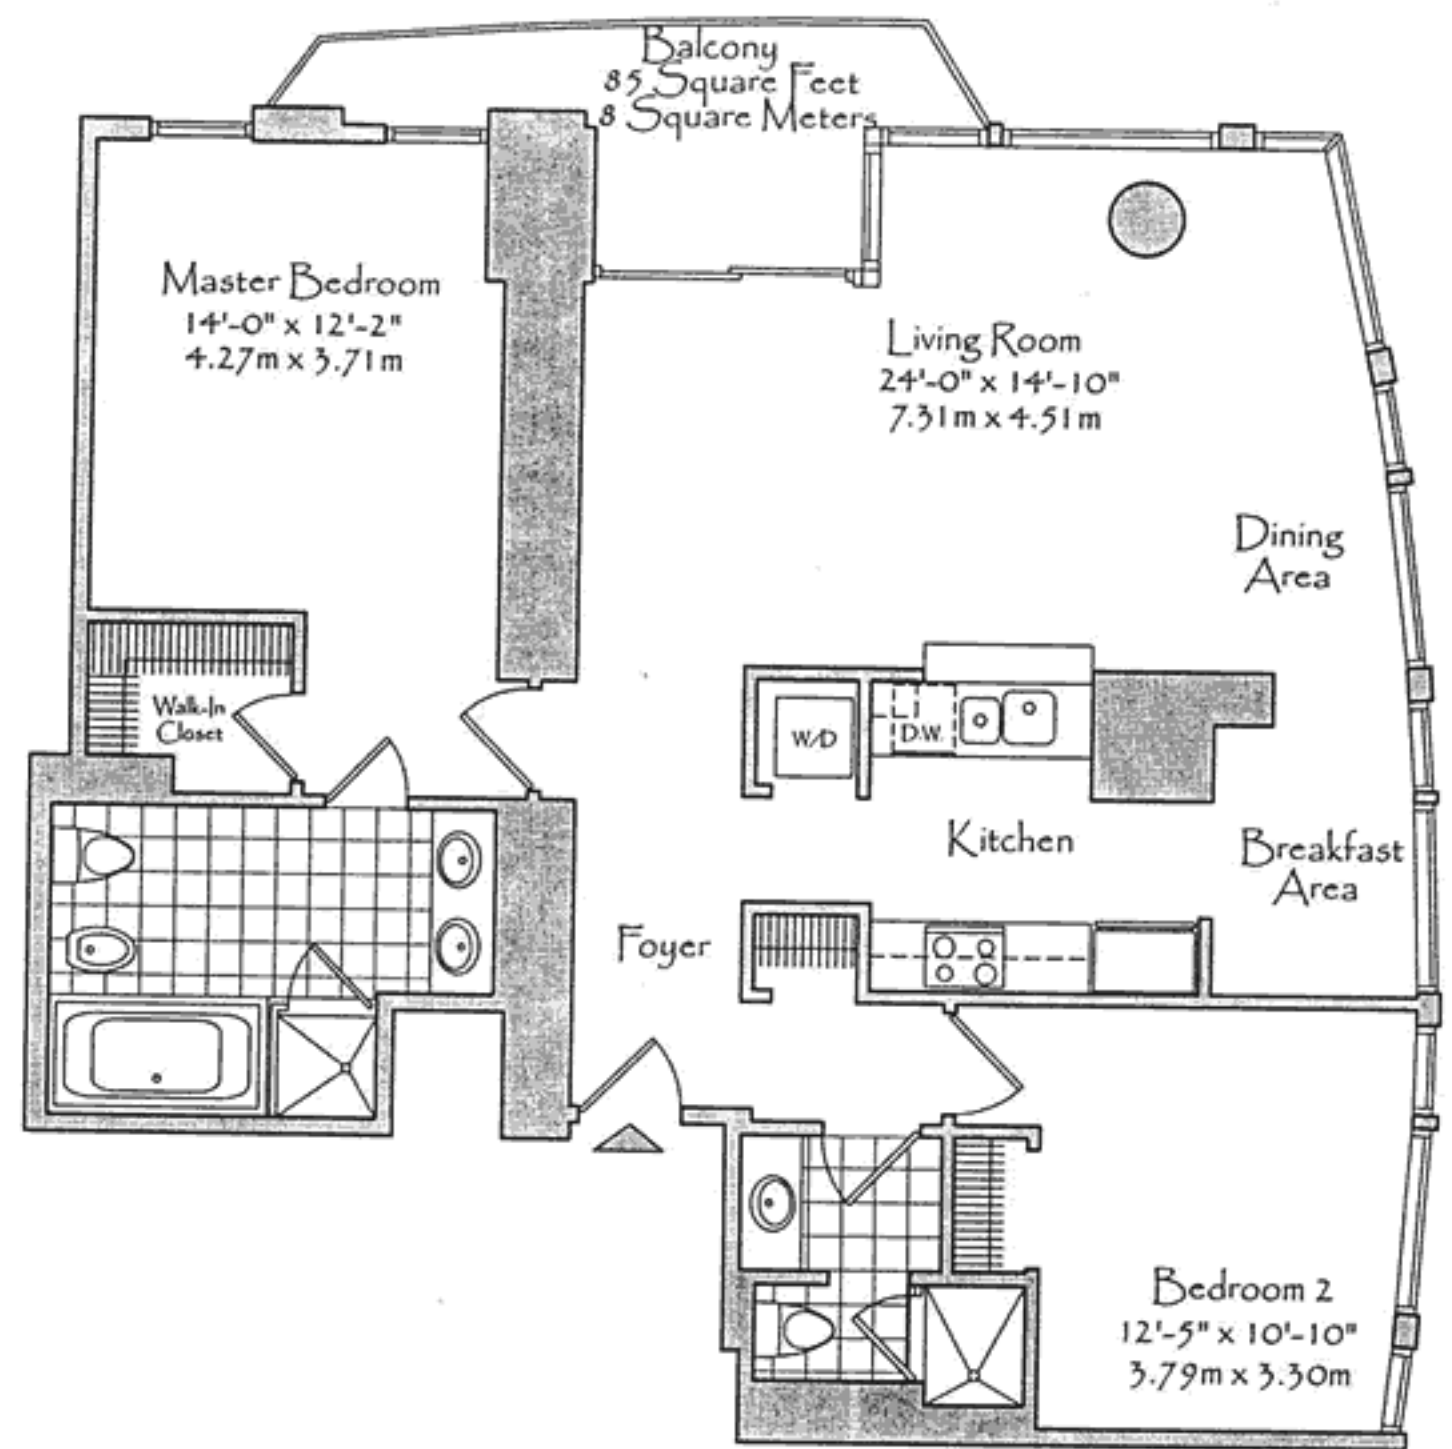 Balcony
85 Square Feet
8 Square Meters
Master Bedroom
14'-0" x 12'-2"
4.27m x 3.71m
Living Room
24'-0" x 14'-10"
7.31m x 4.51m
Dining
Area
Walk-In
Closet
W/D
D.W.
Kitchen
Breakfast
Area
Foyer
Bedroom 2
12'-5" x 10'-10"
3.79m x 3.30m